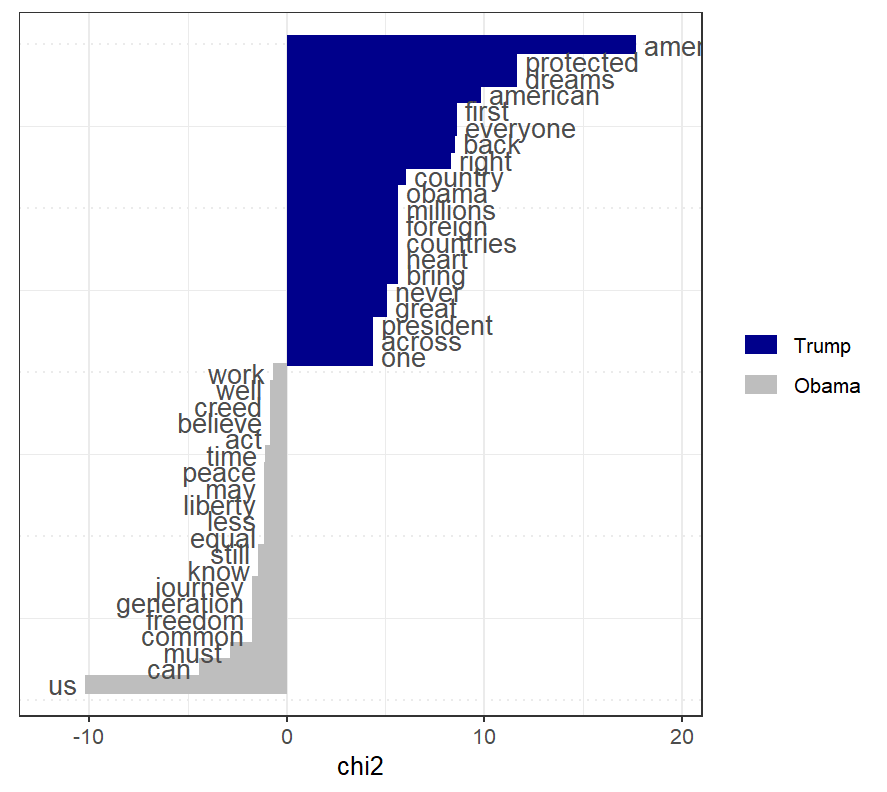 amer
protected
dreams
american
first
everyone
back
right
country
obama
millions
foreign
countries
heart
bring
never
great
president
across
one
work
well
creed
believe
act
time
peace
may
liberty
less
equal
still
know
journey
generation
freedom
common
must
can
us
Trump
Obama
-10
0
10
20
chi2